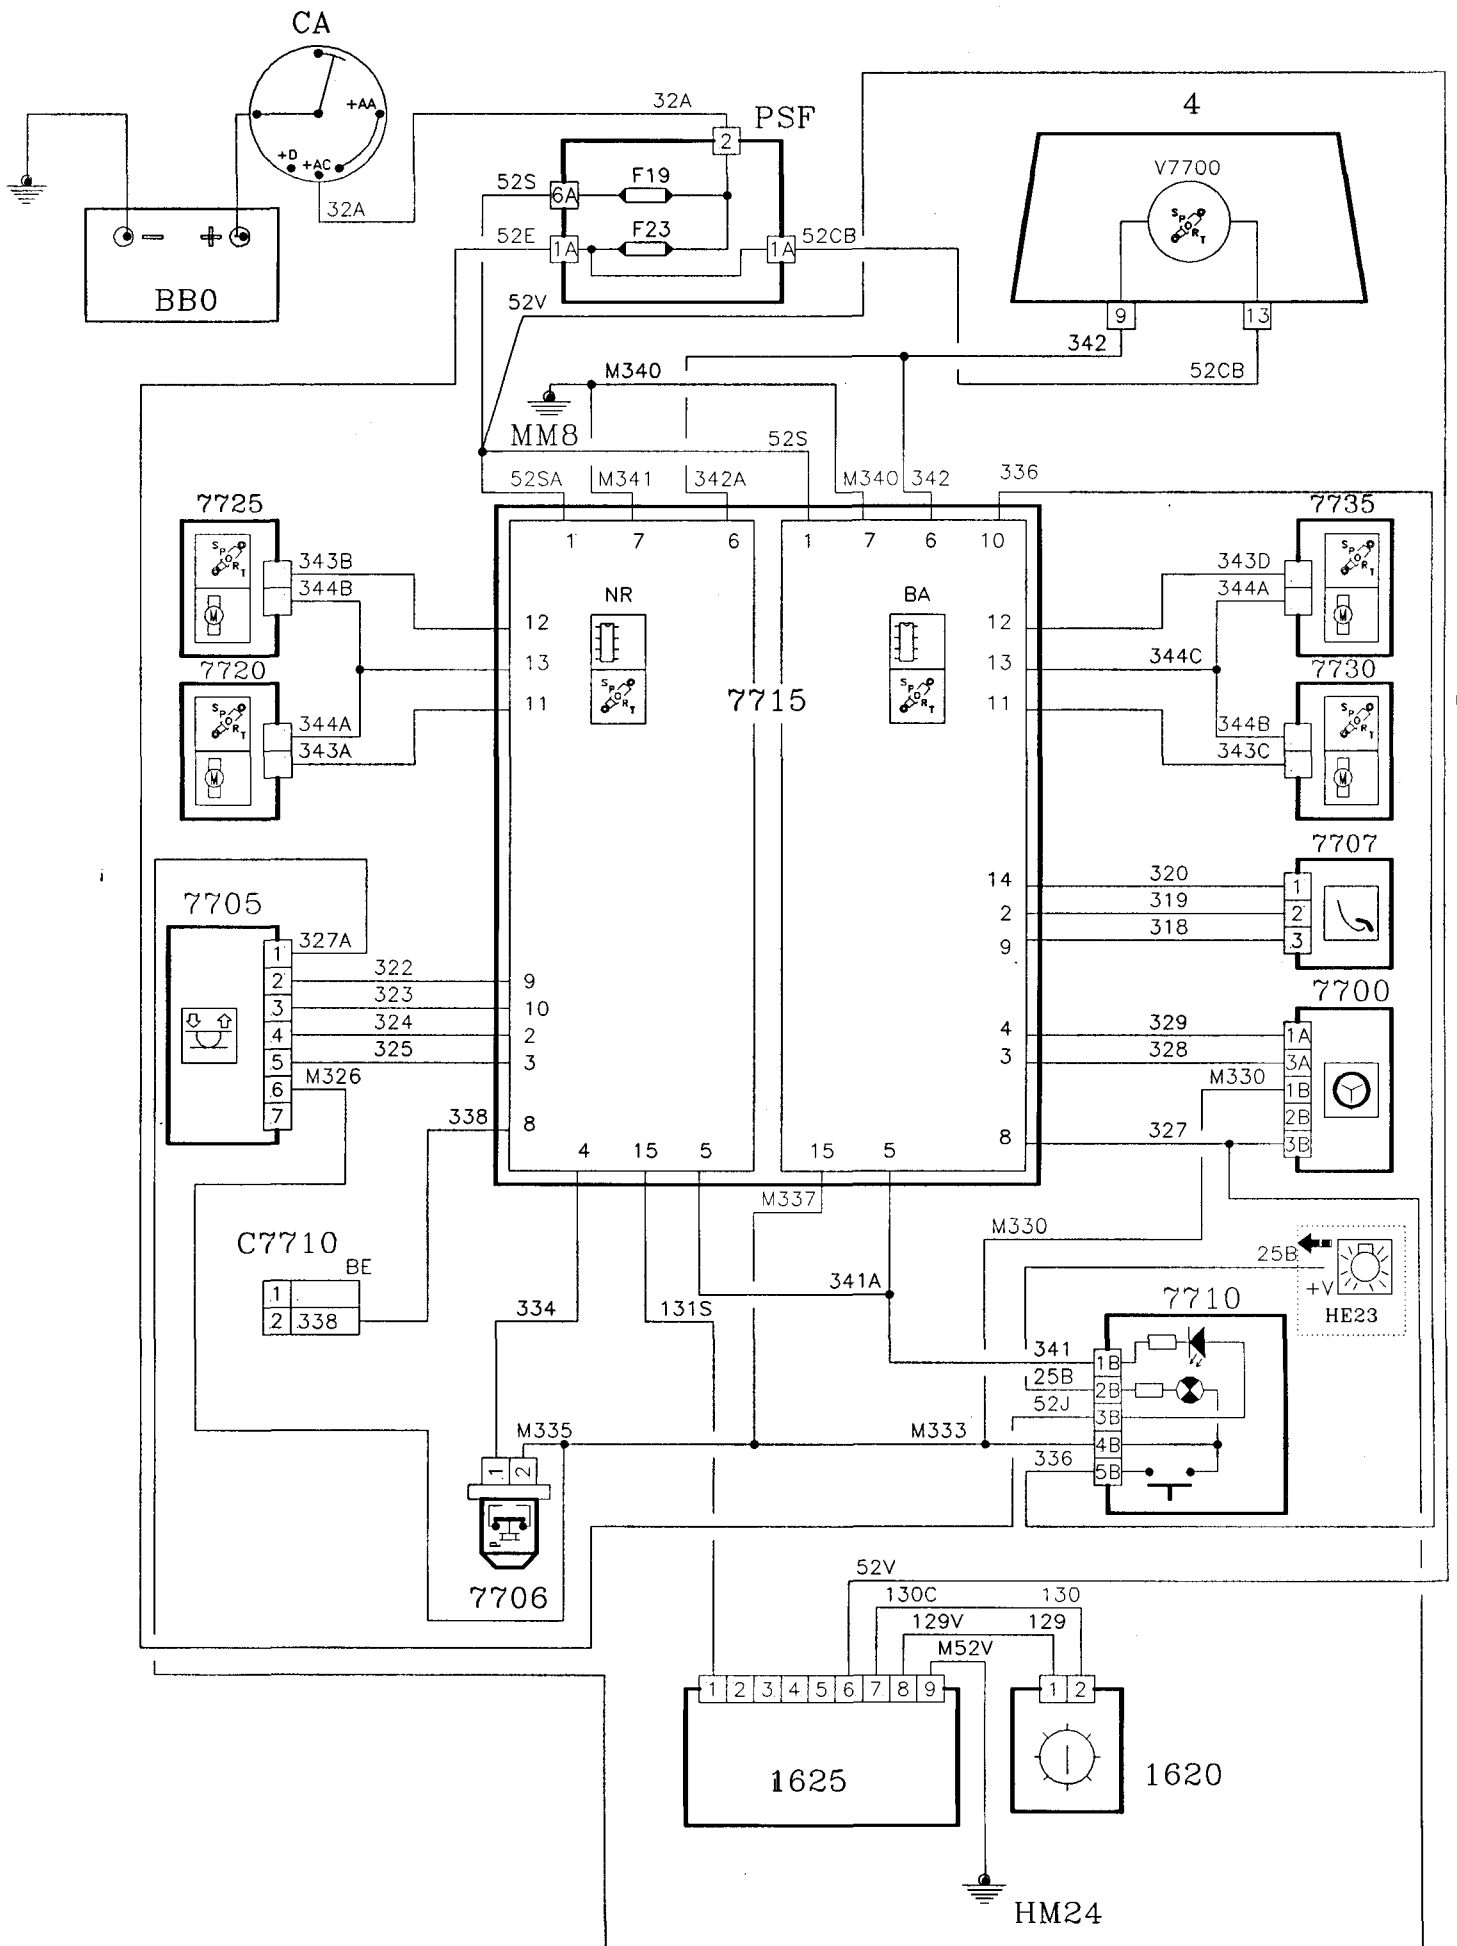 CA
32A
PSF
4
+AA
+D
+AC
2
V7700
F19
52S
6A
S P O R T
32A
F23
52E
1A
1A
52CB
BB0
52V
9
13
342
M340
52CB
MM8
52S
52SA
M341
342A
M340
342
336
7725
7735
1
7
6
1
7
6
10
S P O R T
343B
344B
M
NR
BA
343D
344A
S P O R T
M
12
12
7720
13
13
344C
7730
S P O R T
S P O R T
7715
S P O R T
11
11
S P O R T
344A
343A
M
344B
343C
M
7707
14
320
1
7705
2
319
2
327A
1
9
318
3
322
2
9
7700
323
3
10
324
4
2
4
329
1A
325
5
3
3
328
3A
M326
6
M330
1B
7
2B
338
8
8
327
3B
4
15
5
15
5
M337
C7710
M330
BE
25B
1
341A
+V
2
338
334
131S
7710
HE23
341
1B
25B
2B
52J
3B
M335
M333
4B
336
5B
1
2
P
7706
52V
130C
130
129V
129
M52V
1 2 3 4 5 6 7 8 9
1 2
1625
1620
HM24